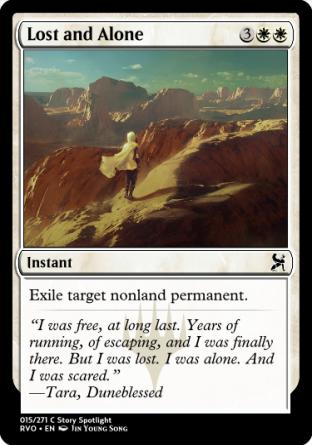 Lost and Alone 3
Instant
Exile target nonland permanent.
“I was free, at long last. Years of
running, of escaping, and I was finally
there. But I was lost. I was alone. And
I was scared.”
—Tara, Duneblessed
015/271 C Story Spotlight
RVO • EN Jin Young Song